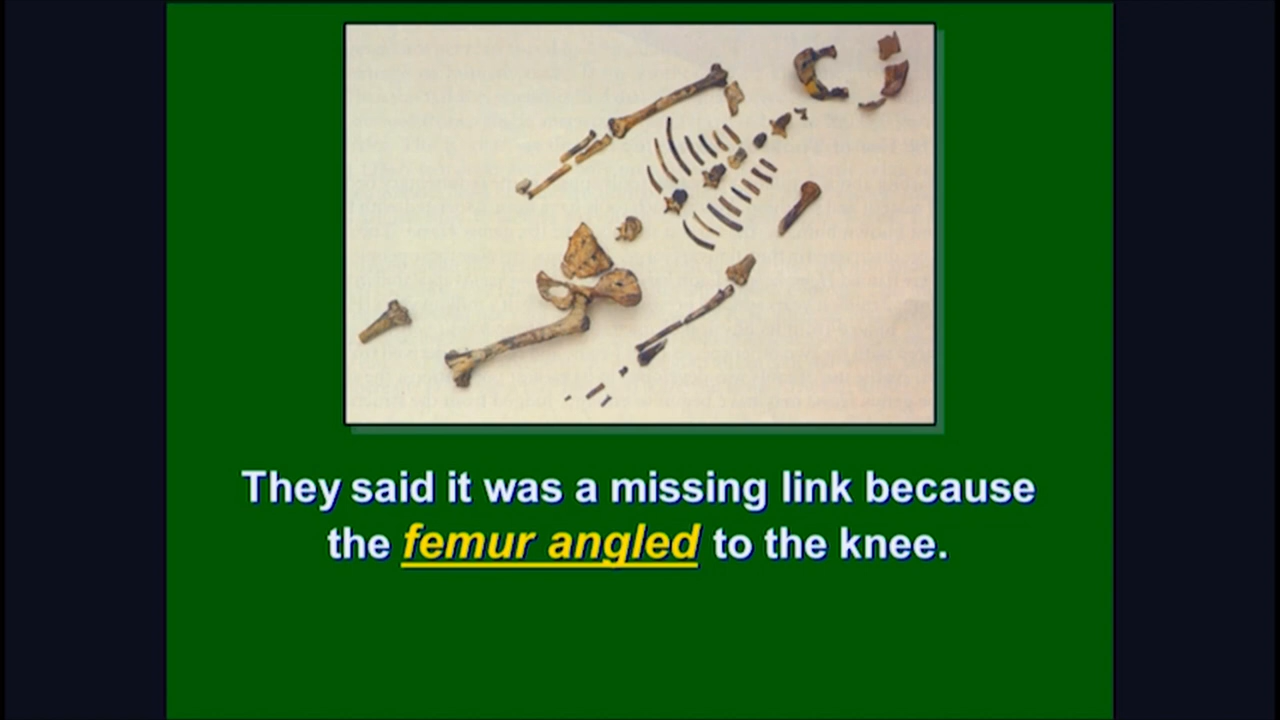 They said it was a missing link because
the femur angled to the knee.